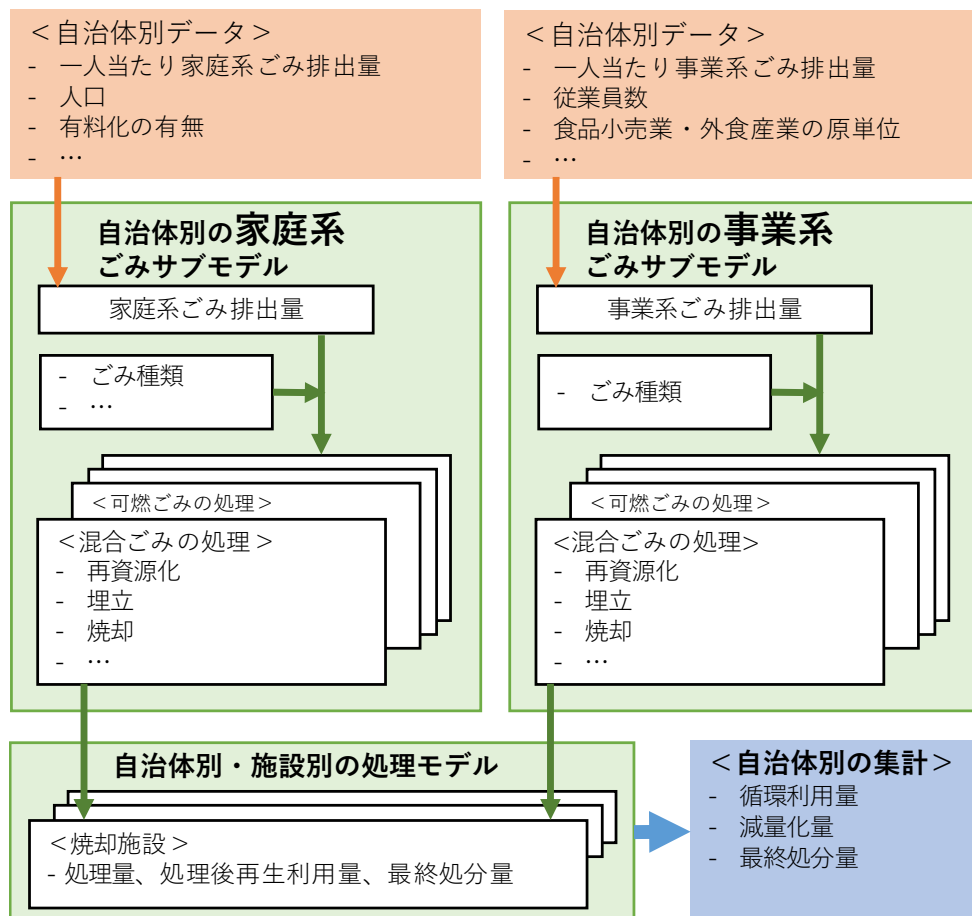 ＜自治体別データ＞
- 一人当たり家庭系ごみ排出量
- 人口
- 有料化の有無
- …
＜自治体別データ＞
- 一人当たり事業系ごみ排出量
- 従業員数
- 食品小売業・外食産業の原単位
- …
自治体別の家庭系
ごみサブモデル
家庭系ごみ排出量
- ごみ種類
- …
＜可燃ごみの処理＞
＜混合ごみの処理＞
- 再資源化
- 埋立
- 焼却
- …
自治体別の事業系
ごみサブモデル
事業系ごみ排出量
- ごみ種類
＜可燃ごみの処理＞
<混合ごみの処理>
- 再資源化
- 埋立
- 焼却
- …
自治体別・施設別の処理モデル
＜焼却施設＞
- 処理量、処理後再生利用量、最終処分量
＜自治体別の集計＞
- 循環利用量
- 減量化量
- 最終処分量